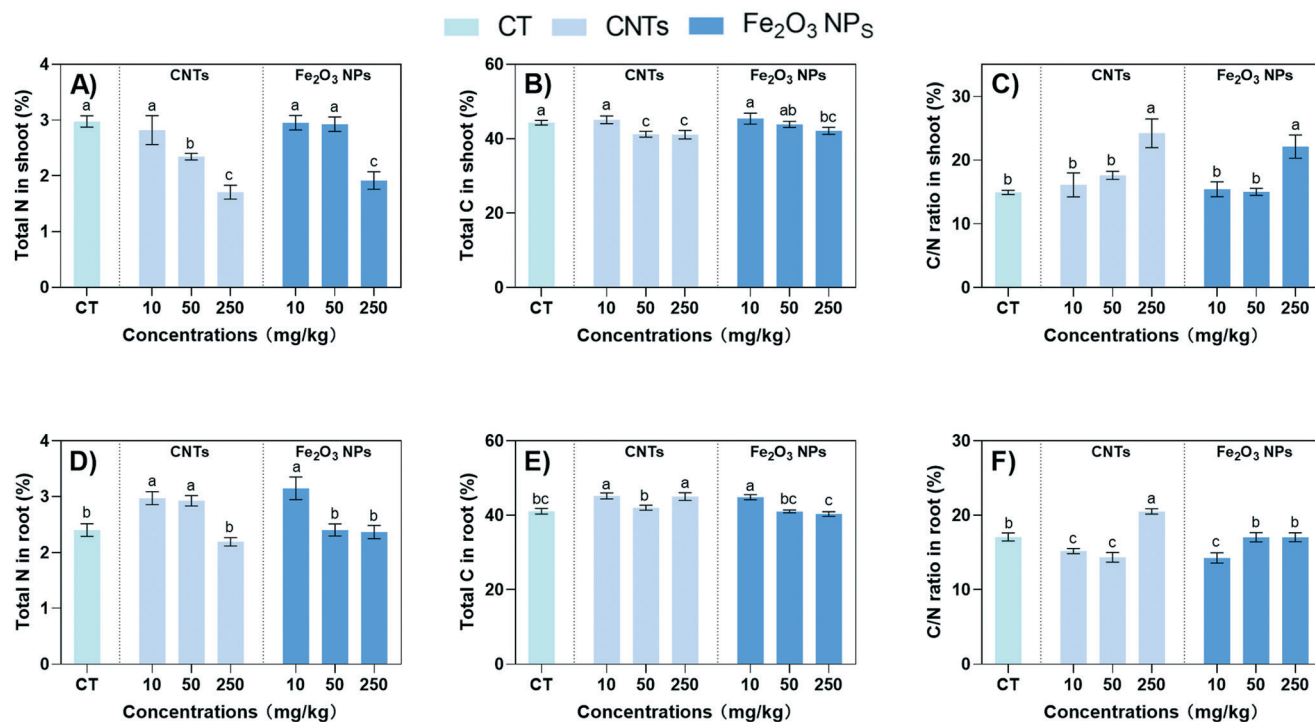 CT CNTs Fe₂O₃ NPS
A)
CNTs
Fe₂O₃ NPs
Total N in shoot (%)
4
3
2
1
0
a
a
b
c
a
a
c
CT 10 50 250 10 50 250
Concentrations（mg/kg）
B)
CNTs
Fe₂O₃ NPs
Total C in shoot (%)
60
40
20
0
a
a
c
c
a
ab
bc
CT 10 50 250 10 50 250
Concentrations（mg/kg）
C)
CNTs
Fe₂O₃ NPs
C/N ratio in shoot (%)
30
20
10
0
b
b
b
a
b
b
a
CT 10 50 250 10 50 250
Concentrations（mg/kg）
D)
CNTs
Fe₂O₃ NPs
Total N in root (%)
4
3
2
1
0
b
a
a
b
a
b
b
CT 10 50 250 10 50 250
Concentrations（mg/kg）
E)
CNTs
Fe₂O₃ NPs
Total C in root (%)
60
40
20
0
bc
a
b
a
a
bc
c
CT 10 50 250 10 50 250
Concentrations（mg/kg）
F)
CNTs
Fe₂O₃ NPs
C/N ratio in root (%)
30
20
10
0
b
c
c
a
c
b
b
CT 10 50 250 10 50 250
Concentrations（mg/kg）